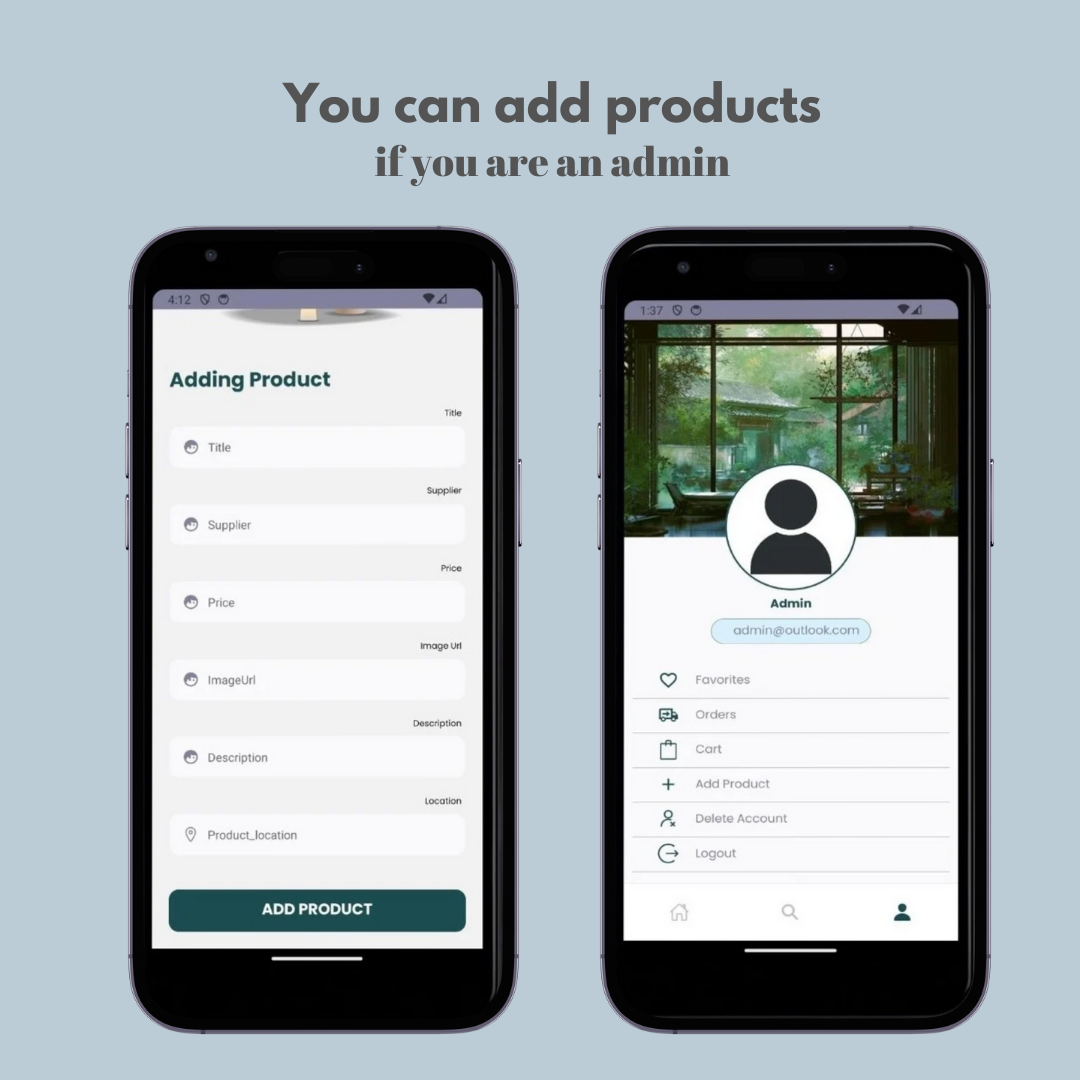 You can add products
if you are an admin
4:12
Adding Product
Title
Title
Supplier
Supplier
Price
Price
Image Url
ImageUrl
Description
Description
Location
Product_location
ADD PRODUCT
1:37
Admin
admin@outlook.com
Favorites
Orders
Cart
Add Product
Delete Account
Logout